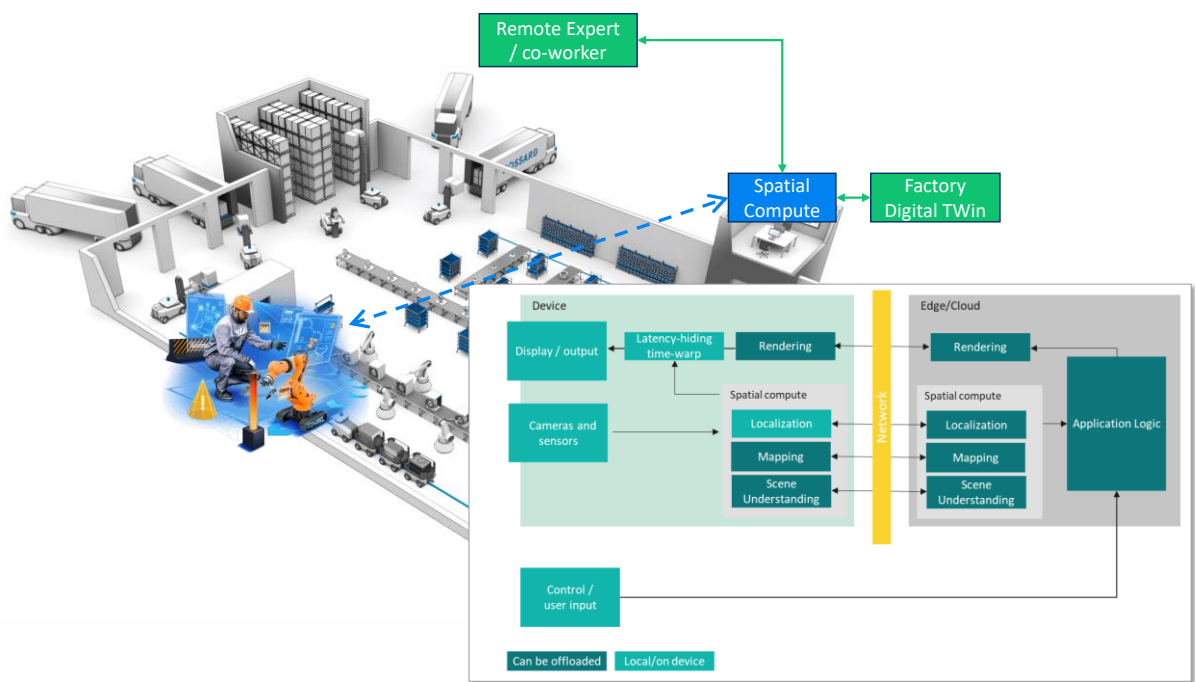 Remote Expert
/ co-worker
OSSARD
Spatial
Compute
Factory
Digital TWin
Device
Edge/Cloud
Display / output
Latency-hiding
time-warp
Rendering
Rendering
Spatial compute
Spatial compute
Cameras and
sensors
Localization
Localization
Network
Application Logic
Mapping
Mapping
Scene
Understanding
Scene
Understanding
Control /
user input
Can be offloaded
Local/on device